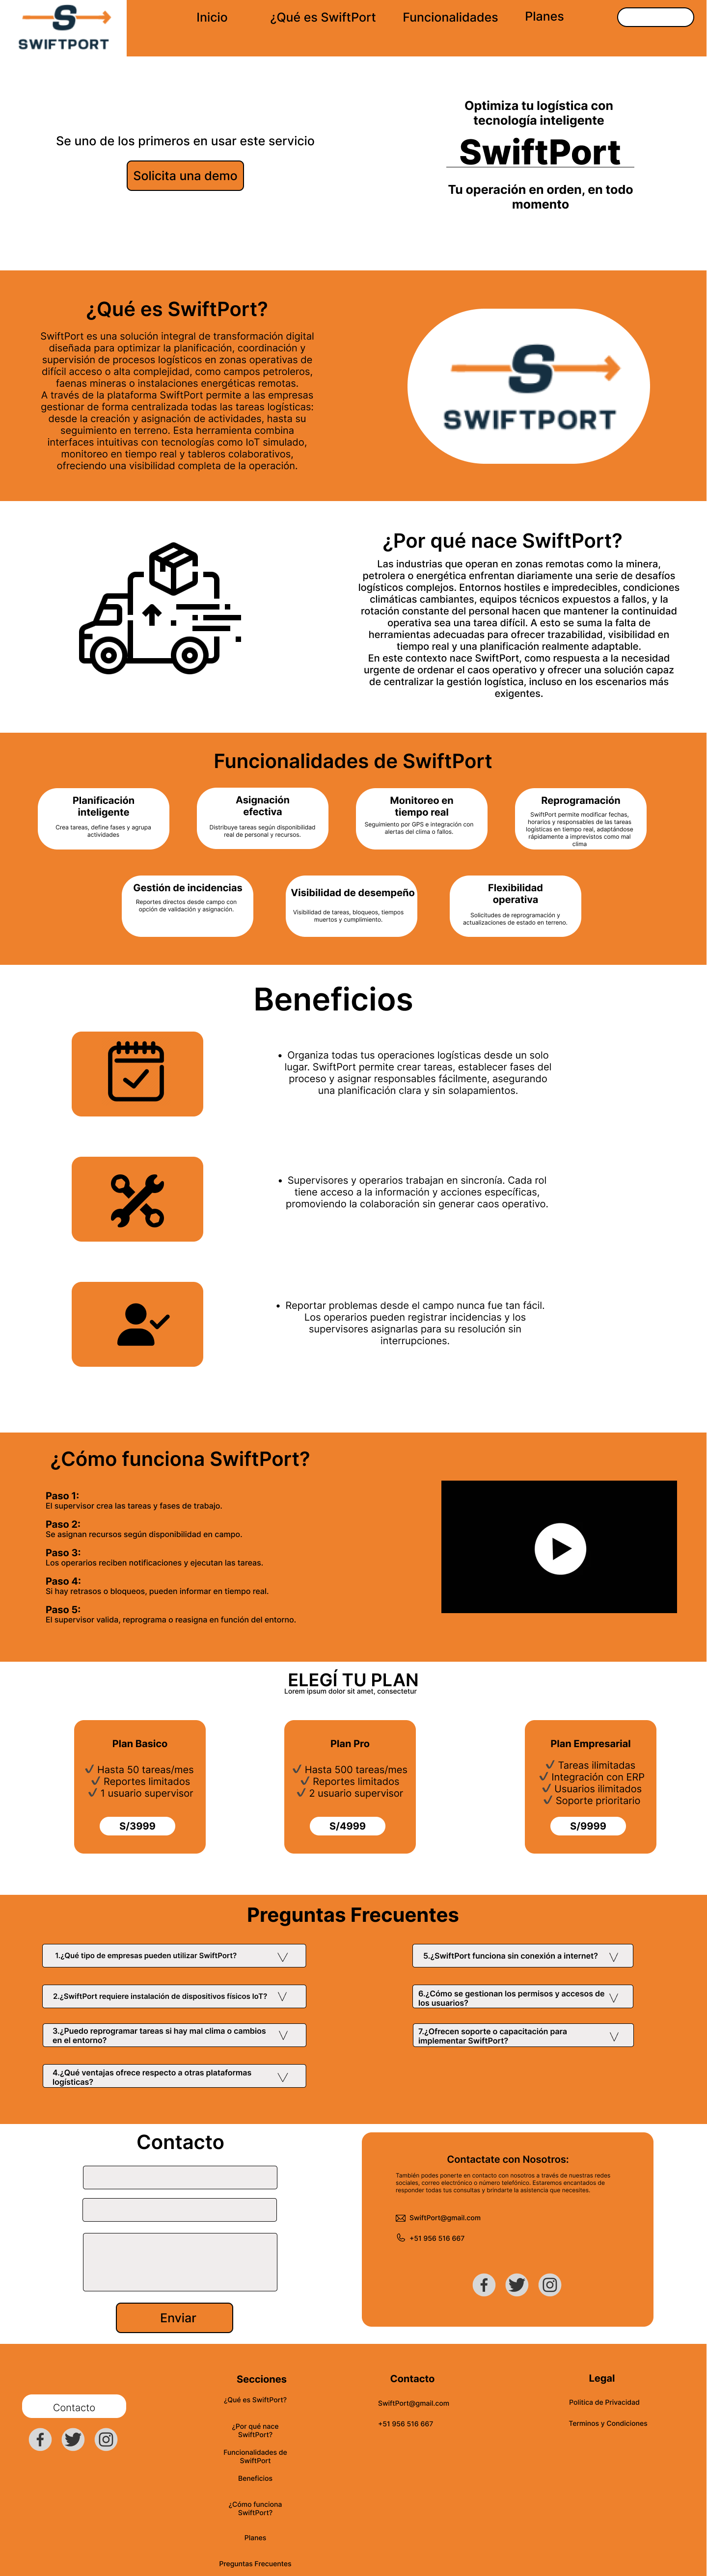 S
SWIFTPORT
Inicio
¿Qué es SwiftPort
Funcionalidades
Planes
Se uno de los primeros en usar este servicio
Solicita una demo
Optimiza tu logística con
tecnología inteligente
SwiftPort
Tu operación en orden, en todo
momento
¿Qué es SwiftPort?
SwiftPort es una solución integral de transformación digital
diseñada para optimizar la planificación, coordinación y
supervisión de procesos logísticos en zonas operativas de
difícil acceso o alta complejidad, como campos petroleros,
faenas mineras o instalaciones energéticas remotas.
A través de la plataforma SwiftPort permite a las empresas
gestionar de forma centralizada todas las tareas logísticas:
desde la creación y asignación de actividades, hasta su
seguimiento en terreno. Esta herramienta combina
interfaces intuitivas con tecnologías como IoT simulado,
monitoreo en tiempo real y tableros colaborativos,
ofreciendo una visibilidad completa de la operación.
S
SWIFTPORT
¿Por qué nace SwiftPort?
Las industrias que operan en zonas remotas como la minera,
petrolera o energética enfrentan diariamente una serie de desafíos
logísticos complejos. Entornos hostiles e impredecibles, condiciones
climáticas cambiantes, equipos técnicos expuestos a fallos, y la
rotación constante del personal hacen que mantener la continuidad
operativa sea una tarea difícil. A esto se suma la falta de
herramientas adecuadas para ofrecer trazabilidad, visibilidad en
tiempo real y una planificación realmente adaptable.
En este contexto nace SwiftPort, como respuesta a la necesidad
urgente de ordenar el caos operativo y ofrecer una solución capaz
de centralizar la gestión logística, incluso en los escenarios más
exigentes.
Funcionalidades de SwiftPort
Planificación
inteligente
Crea tareas, define fases y agrupa
actividades
Asignación
efectiva
Distribuye tareas según disponibilidad
real de personal y recursos.
Monitoreo en
tiempo real
Seguimiento por GPS e integración con
alertas del clima o fallos.
Reprogramación
SwiftPort permite modificar fechas,
horarios y responsables de las tareas
logísticas en tiempo real, adaptándose
rápidamente a imprevistos como mal
clima
Gestión de incidencias
Reportes directos desde campo con
opción de validación y asignación.
Visibilidad de desempeño
Visibilidad de tareas, bloqueos, tiempos
muertos y cumplimiento.
Flexibilidad
operativa
Solicitudes de reprogramación y
actualizaciones de estado en terreno.
Beneficios
• Organiza todas tus operaciones logísticas desde un solo
lugar. SwiftPort permite crear tareas, establecer fases del
proceso y asignar responsables fácilmente, asegurando
una planificación clara y sin solapamientos.
• Supervisores y operarios trabajan en sincronía. Cada rol
tiene acceso a la información y acciones específicas,
promoviendo la colaboración sin generar caos operativo.
• Reportar problemas desde el campo nunca fue tan fácil.
Los operarios pueden registrar incidencias y los
supervisores asignarlas para su resolución sin
interrupciones.
¿Cómo funciona SwiftPort?
Paso 1:
El supervisor crea las tareas y fases de trabajo.
Paso 2:
Se asignan recursos según disponibilidad en campo.
Paso 3:
Los operarios reciben notificaciones y ejecutan las tareas.
Paso 4:
Si hay retrasos o bloqueos, pueden informar en tiempo real.
Paso 5:
El supervisor valida, reprograma o reasigna en función del entorno.
ELEGÍ TU PLAN
Lorem ipsum dolor sit amet, consectetur
Plan Basico
✓ Hasta 50 tareas/mes
✓ Reportes limitados
✓ 1 usuario supervisor
S/3999
Plan Pro
✓ Hasta 500 tareas/mes
✓ Reportes limitados
✓ 2 usuario supervisor
S/4999
Plan Empresarial
✓ Tareas ilimitadas
✓ Integración con ERP
✓ Usuarios ilimitados
✓ Soporte prioritario
S/9999
Preguntas Frecuentes
1.¿Qué tipo de empresas pueden utilizar SwiftPort?
2.¿SwiftPort requiere instalación de dispositivos físicos IoT?
3.¿Puedo reprogramar tareas si hay mal clima o cambios
en el entorno?
4.¿Qué ventajas ofrece respecto a otras plataformas
logísticas?
5.¿SwiftPort funciona sin conexión a internet?
6.¿Cómo se gestionan los permisos y accesos de
los usuarios?
7.¿Ofrecen soporte o capacitación para
implementar SwiftPort?
Contacto
Enviar
Contactate con Nosotros:
También podes ponerte en contacto con nosotros a través de nuestras redes
sociales, correo electrónico o número telefónico. Estaremos encantados de
responder todas tus consultas y brindarte la asistencia que necesites.
SwiftPort@gmail.com
+51 956 516 667
Contacto
Secciones
¿Qué es SwiftPort?
¿Por qué nace
SwiftPort?
Funcionalidades de
SwiftPort
Beneficios
¿Cómo funciona
SwiftPort?
Planes
Preguntas Frecuentes
Contacto
SwiftPort@gmail.com
+51 956 516 667
Legal
Politica de Privacidad
Terminos y Condiciones